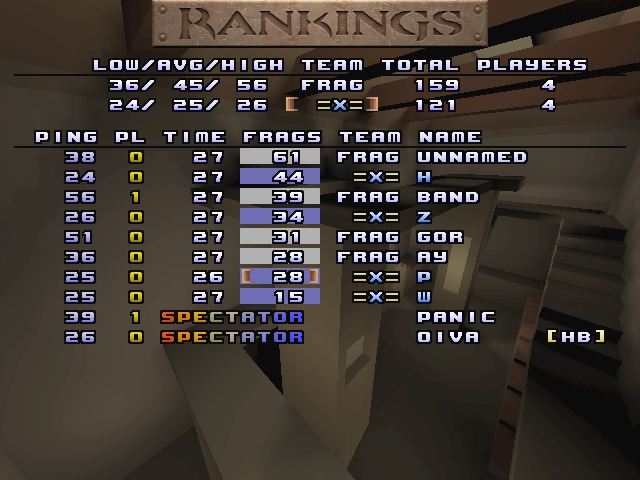 RANKINGS
LOW/AVG/HIGH TEAM TOTAL PLAYERS
36/ 45/ 56 FRAG 159 4
24/ 25/ 26 [ =X= ] 121 4
PING PL TIME FRAGS TEAM NAME
38 0 27 61 FRAG UNNAMED
24 0 27 44 =X= H
56 1 27 39 FRAG BAND
26 0 27 34 =X= Z
51 0 27 31 FRAG GOR
36 0 27 28 FRAG AY
25 0 26 [ 28 ] =X= P
25 0 27 15 =X= W
39 1 SPECTATOR PANIC
26 0 SPECTATOR OIVA [HB]